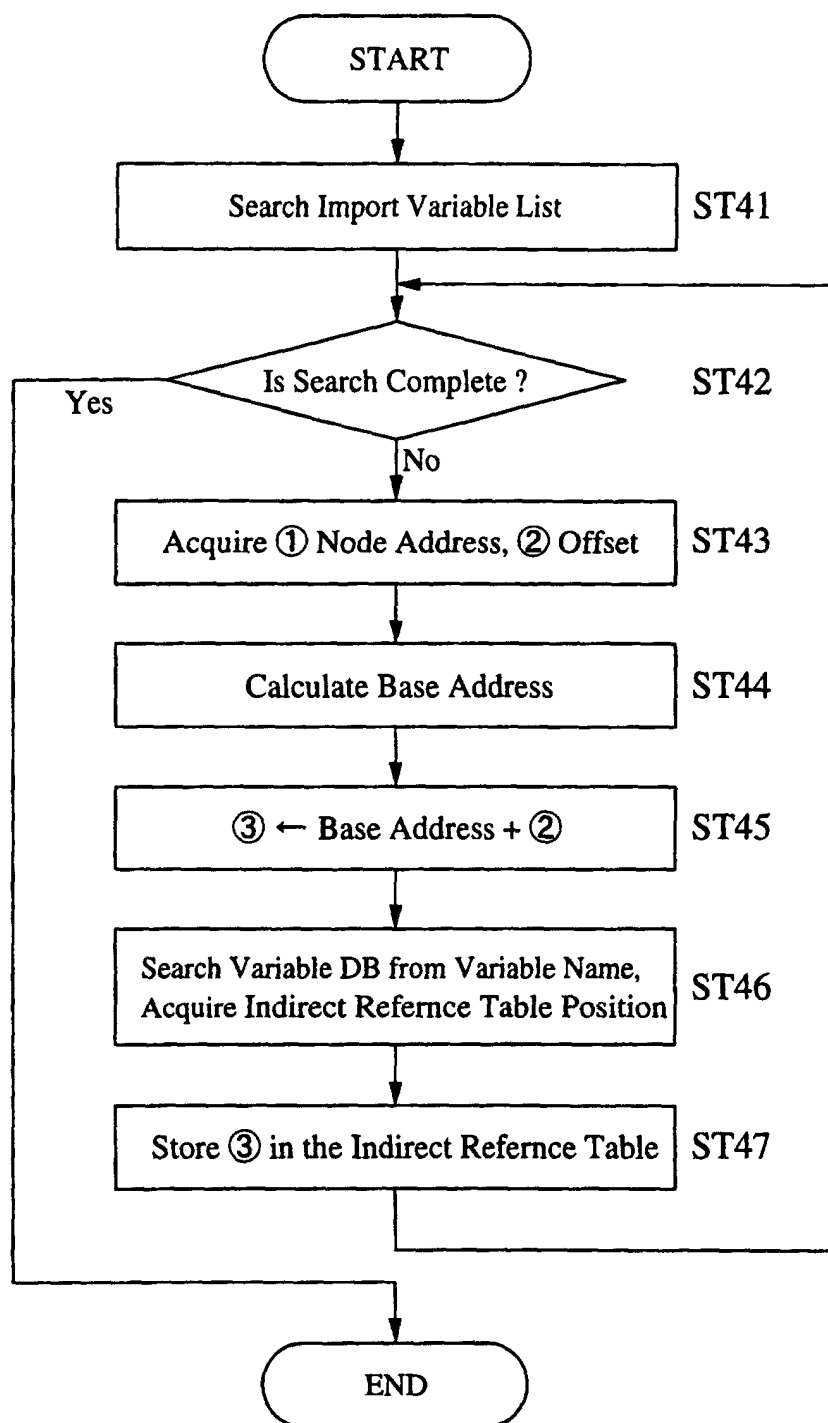 START
Search Import Variable List
ST41
Is Search Complete ?
ST42
Yes
No
Acquire ① Node Address, ② Offset
ST43
Calculate Base Address
ST44
③ ← Base Address + ②
ST45
Search Variable DB from Variable Name,
Acquire Indirect Refernce Table Position
ST46
Store ③ in the Indirect Refernce Table
ST47
END